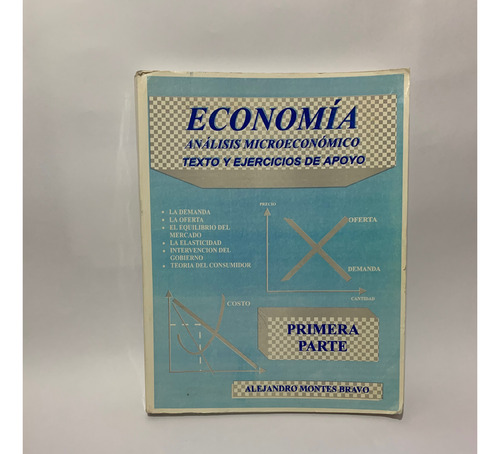 ECONOMÍA
ANÁLISIS MICROECONÓMICO
TEXTO Y EJERCICIOS DE APOYO
• LA DEMANDA
• LA OFERTA
• EL EQUILIBRIO DEL
MERCADO
• LA ELASTICIDAD
• INTERVENCION DEL
GOBIERNO
• TEORIA DEL CONSUMIDOR
PRECIO
OFERTA
DEMANDA
CANTIDAD
COSTO
PRIMERA
PARTE
ALEJANDRO MONTES BRAVO